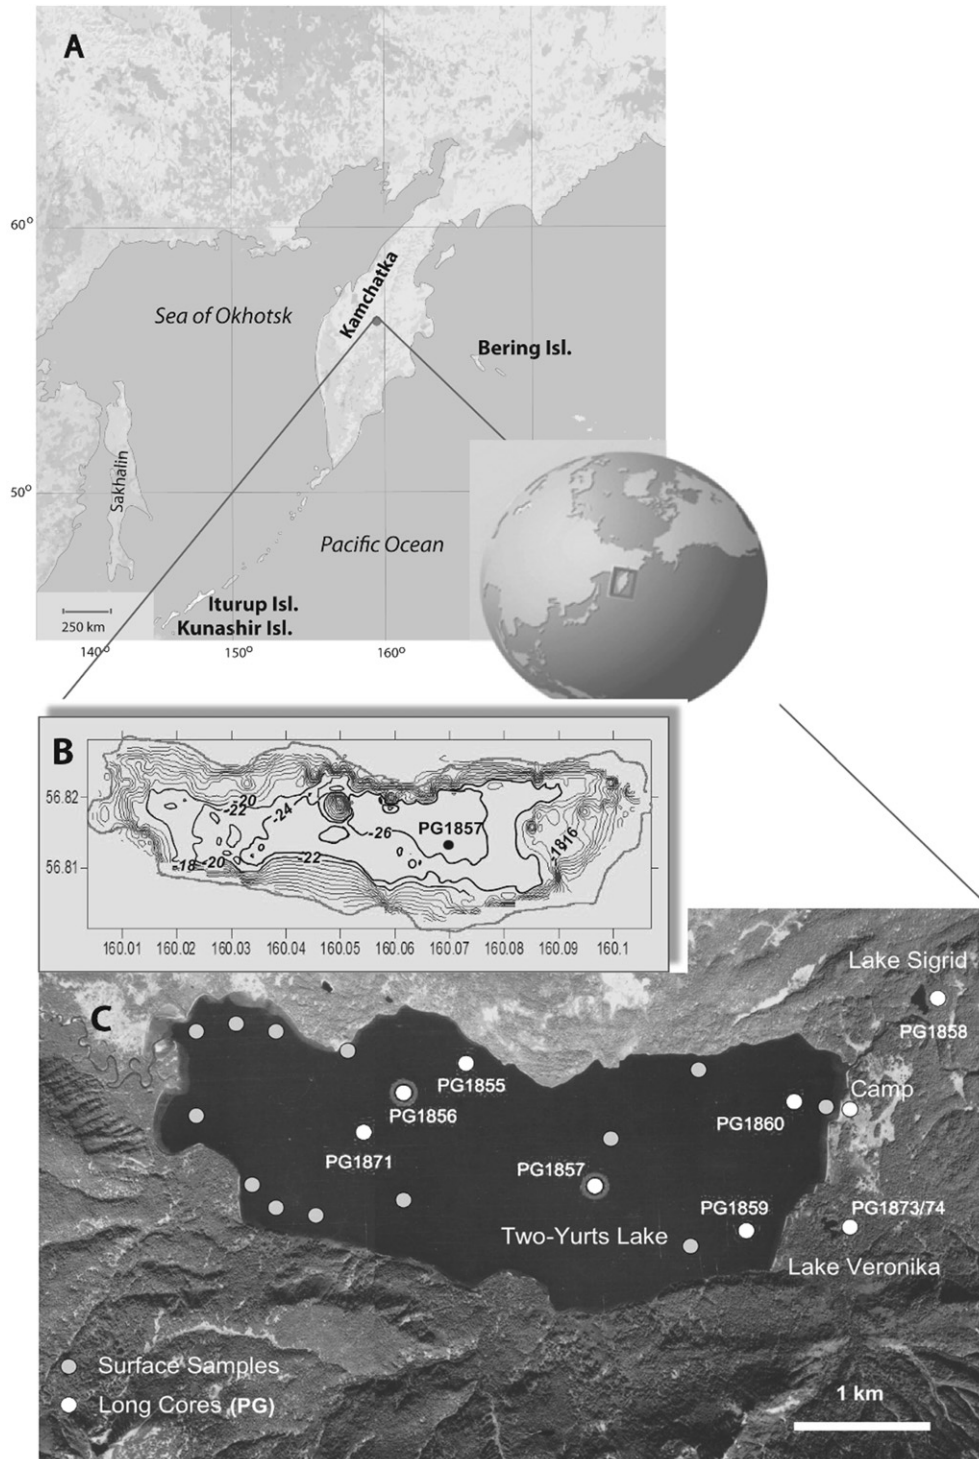 A
60°
Kamchatka
Sea of Okhotsk
Bering Isl.
50°
Sakhalin
Pacific Ocean
Iturup Isl.
Kunashir Isl.
250 km
140°
150°
160°
B
56.82
-20
-22
-24
-26
PG1857
-18
-16
56.81
-18
-20
-22
160.01 160.02 160.03 160.04 160.05 160.06 160.07 160.08 160.09 160.1
C
Lake Sigrid
PG1858
PG1855
Camp
PG1856
PG1860
PG1871
PG1857
PG1859
PG1873/74
Two-Yurts Lake
Lake Veronika
Surface Samples
Long Cores (PG)
1 km